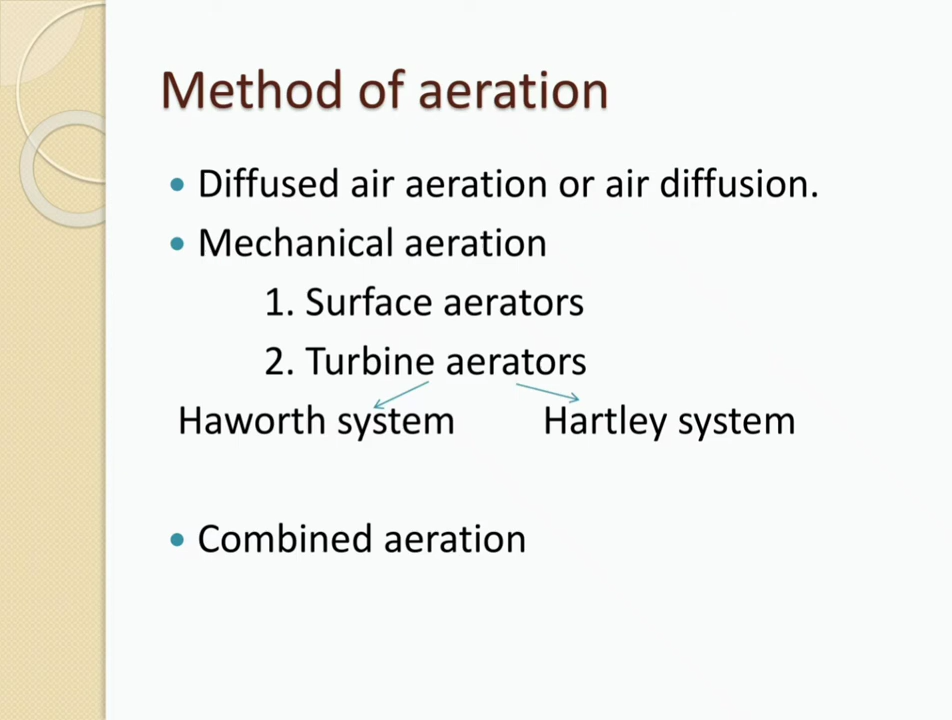 Method of aeration
• Diffused air aeration or air diffusion.
• Mechanical aeration
1. Surface aerators
2. Turbine aerators
Haworth system Hartley system
• Combined aeration